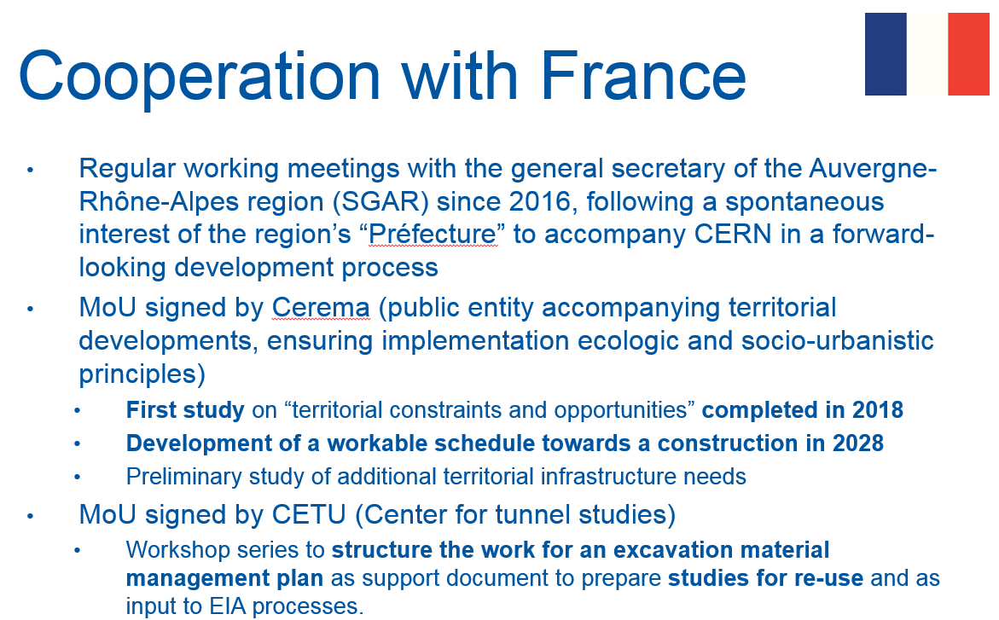 Cooperation with France
• Regular working meetings with the general secretary of the Auvergne-
Rhône-Alpes region (SGAR) since 2016, following a spontaneous
interest of the region’s “Préfecture” to accompany CERN in a forward-
looking development process
• MoU signed by Cerema (public entity accompanying territorial
developments, ensuring implementation ecologic and socio-urbanistic
principles)
• First study on “territorial constraints and opportunities” completed in 2018
• Development of a workable schedule towards a construction in 2028
• Preliminary study of additional territorial infrastructure needs
• MoU signed by CETU (Center for tunnel studies)
• Workshop series to structure the work for an excavation material
management plan as support document to prepare studies for re-use and as
input to EIA processes.